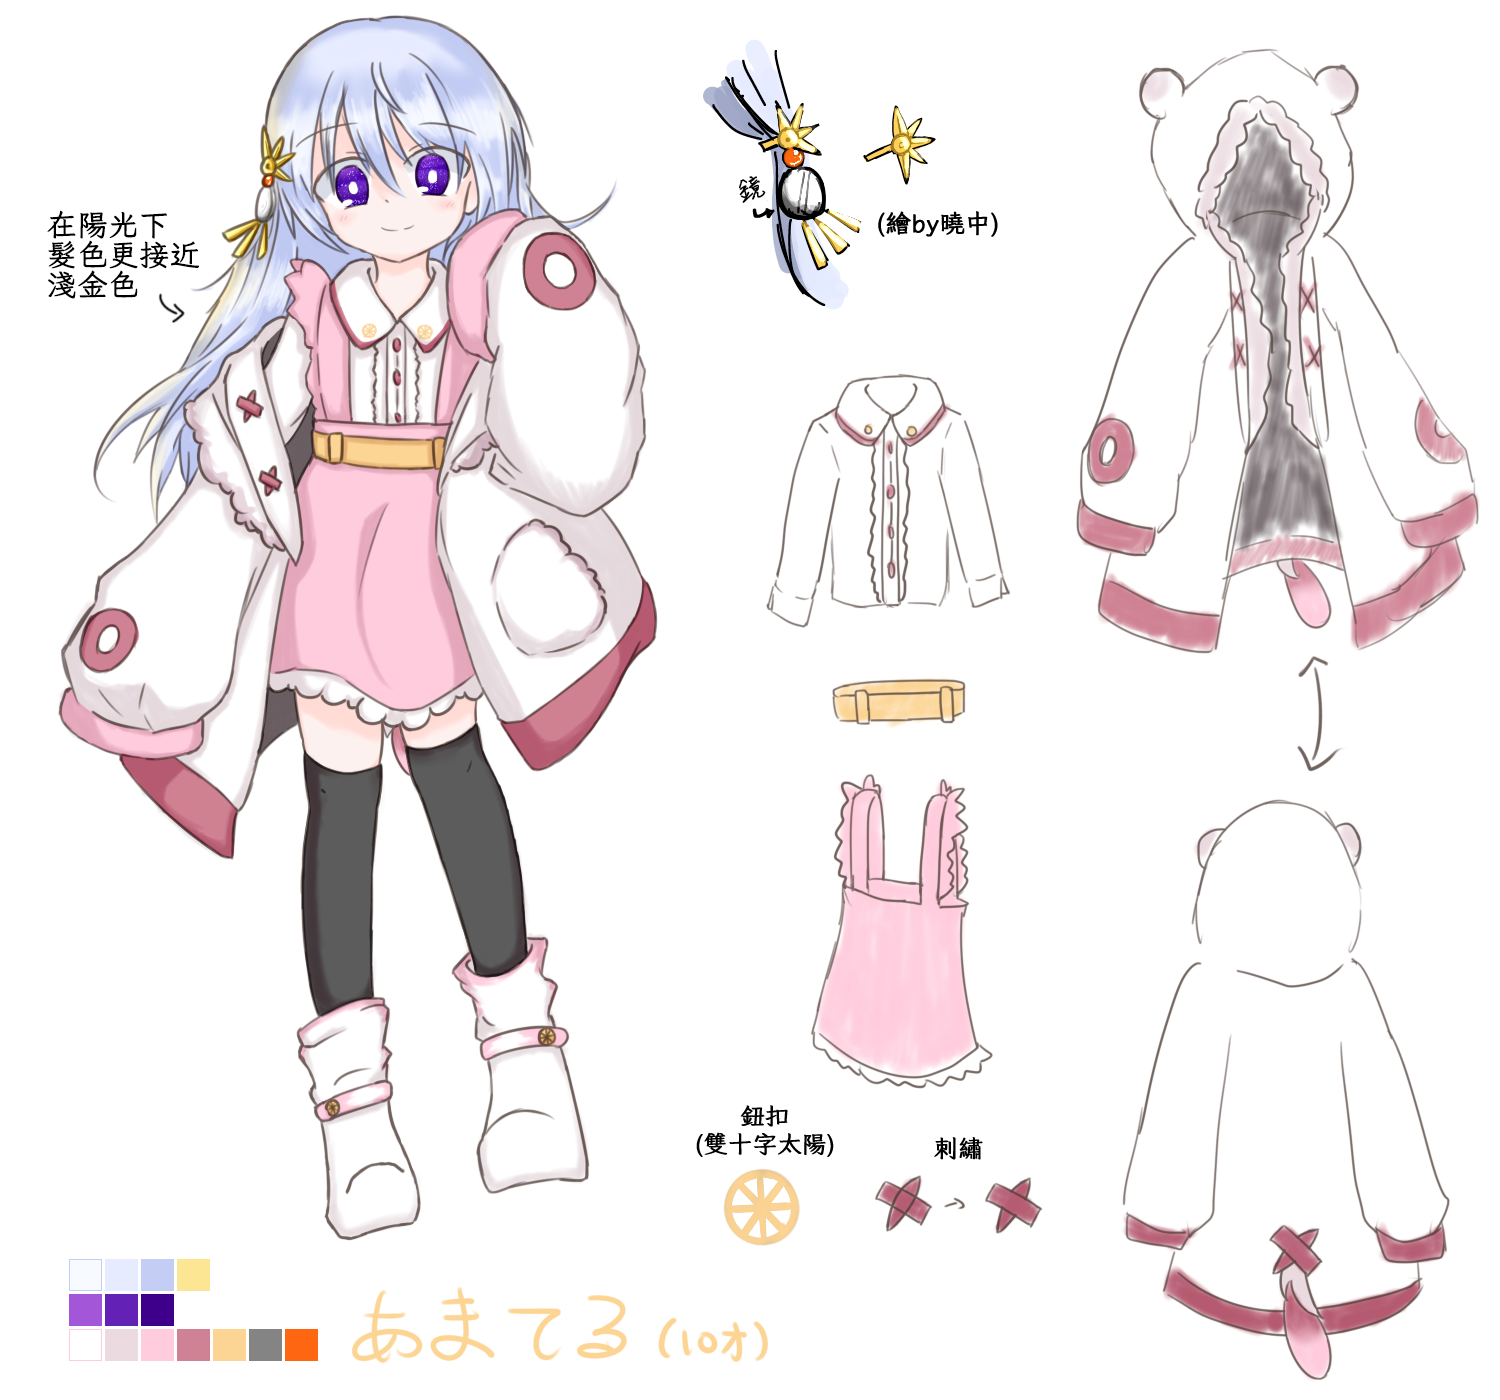 在陽光下
髮色更接近
淺金色
鏡
(繪by曉中)
鈕扣
(雙十字太陽)
刺繡
あまてる(10才)